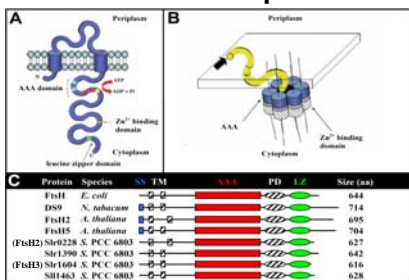 A
Periplasm
N
AAA domain
ATP
ADP + Pi
Zn²⁺ binding
domain
Cytoplasm
leucine zipper domain
B
Periplasm
AAA
Zn²⁺ binding
domain
Cytoplasm
C Protein Species SS TM AAA PD LZ Size (aa)
FtsH E. coli 644
DS9 N. tabacum 714
FtsH2 A. thaliana 695
FtsH5 A. thaliana 704
(FtsH2) Slr0228 S. PCC 6803 627
Slr1390 S. PCC 6803 642
(FtsH3) Slr1604 S. PCC 6803 616
Sll1463 S. PCC 6803 628